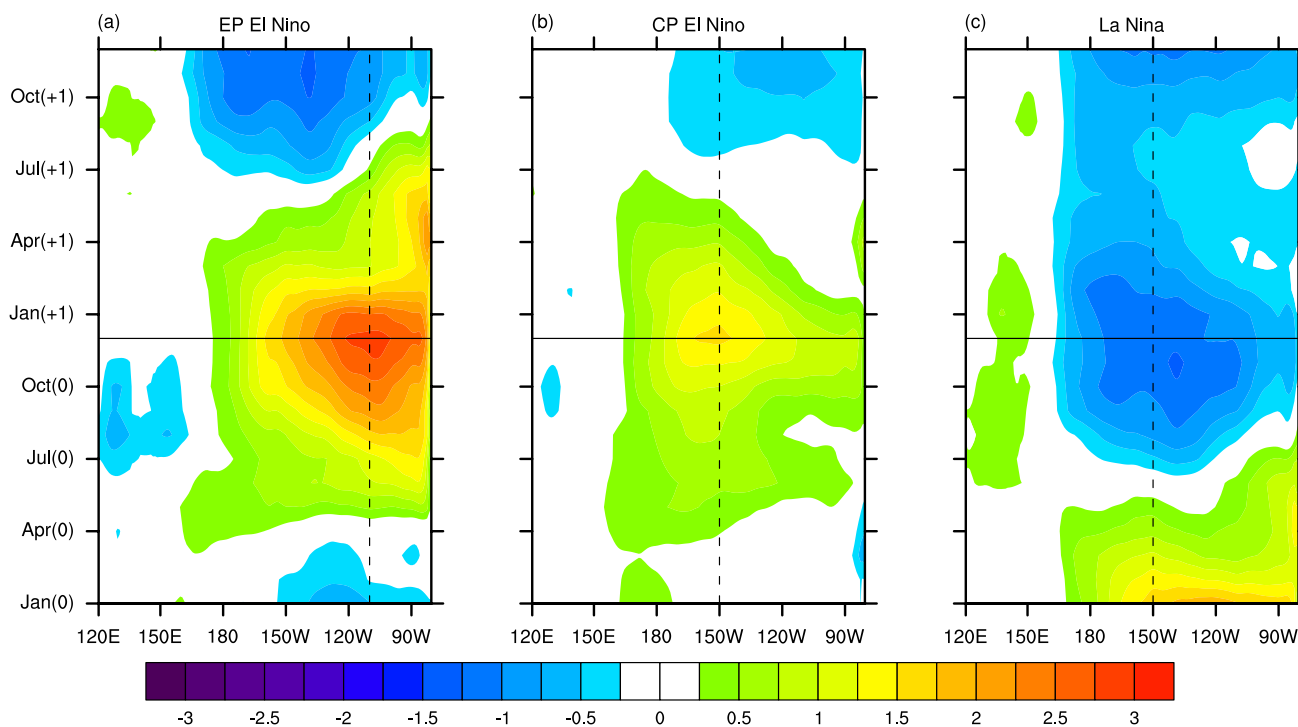 (a) EP El Nino (b) CP El Nino (c) La Nina
Oct(+1)
Jul(+1)
Apr(+1)
Jan(+1)
Oct(0)
Jul(0)
Apr(0)
Jan(0)
120E 150E 180 150W 120W 90W 120E 150E 180 150W 120W 90W 120E 150E 180 150W 120W 90W
-3 -2.5 -2 -1.5 -1 -0.5 0 0.5 1 1.5 2 2.5 3